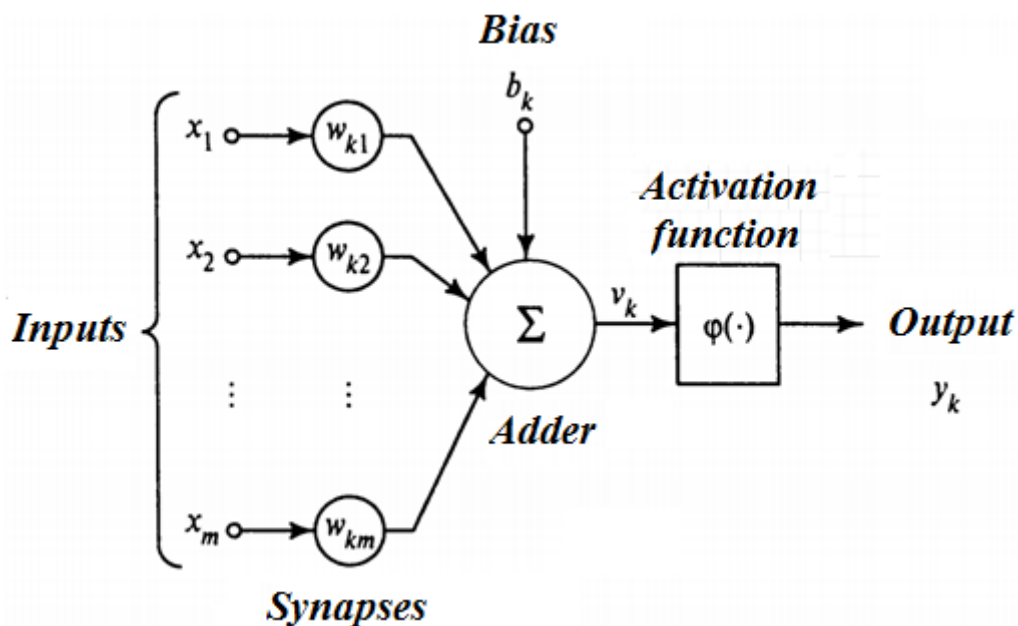 Bias
b_k
x_1 w_k1
Activation
function
x_2 w_k2
Inputs
Σ
v_k
φ(·)
Output
y_k
⋮ ⋮
Adder
x_m w_km
Synapses